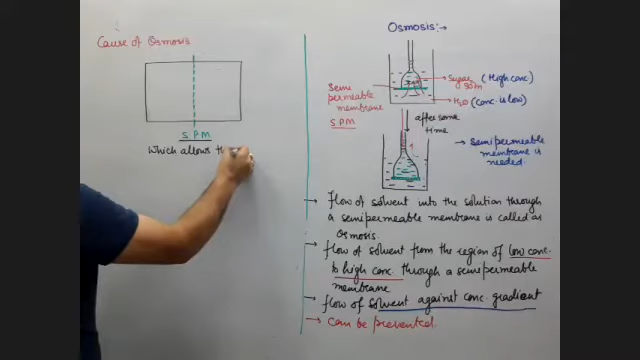 Cause of Osmosis
S P M
Which allows th
Osmosis:→
Sugar soln (High conc)
Semi permeable membrane
S P M
H2O (conc. is low)
after some time
→ Semipermeable membrane is needed.
→ flow of solvent into the solution through
a semipermeable membrane is called as
Osmosis.
→ flow of solvent from the region of low conc.
to high conc. through a semipermeable
membrane
→ flow of solvent against conc. gradient
→ can be prevented.